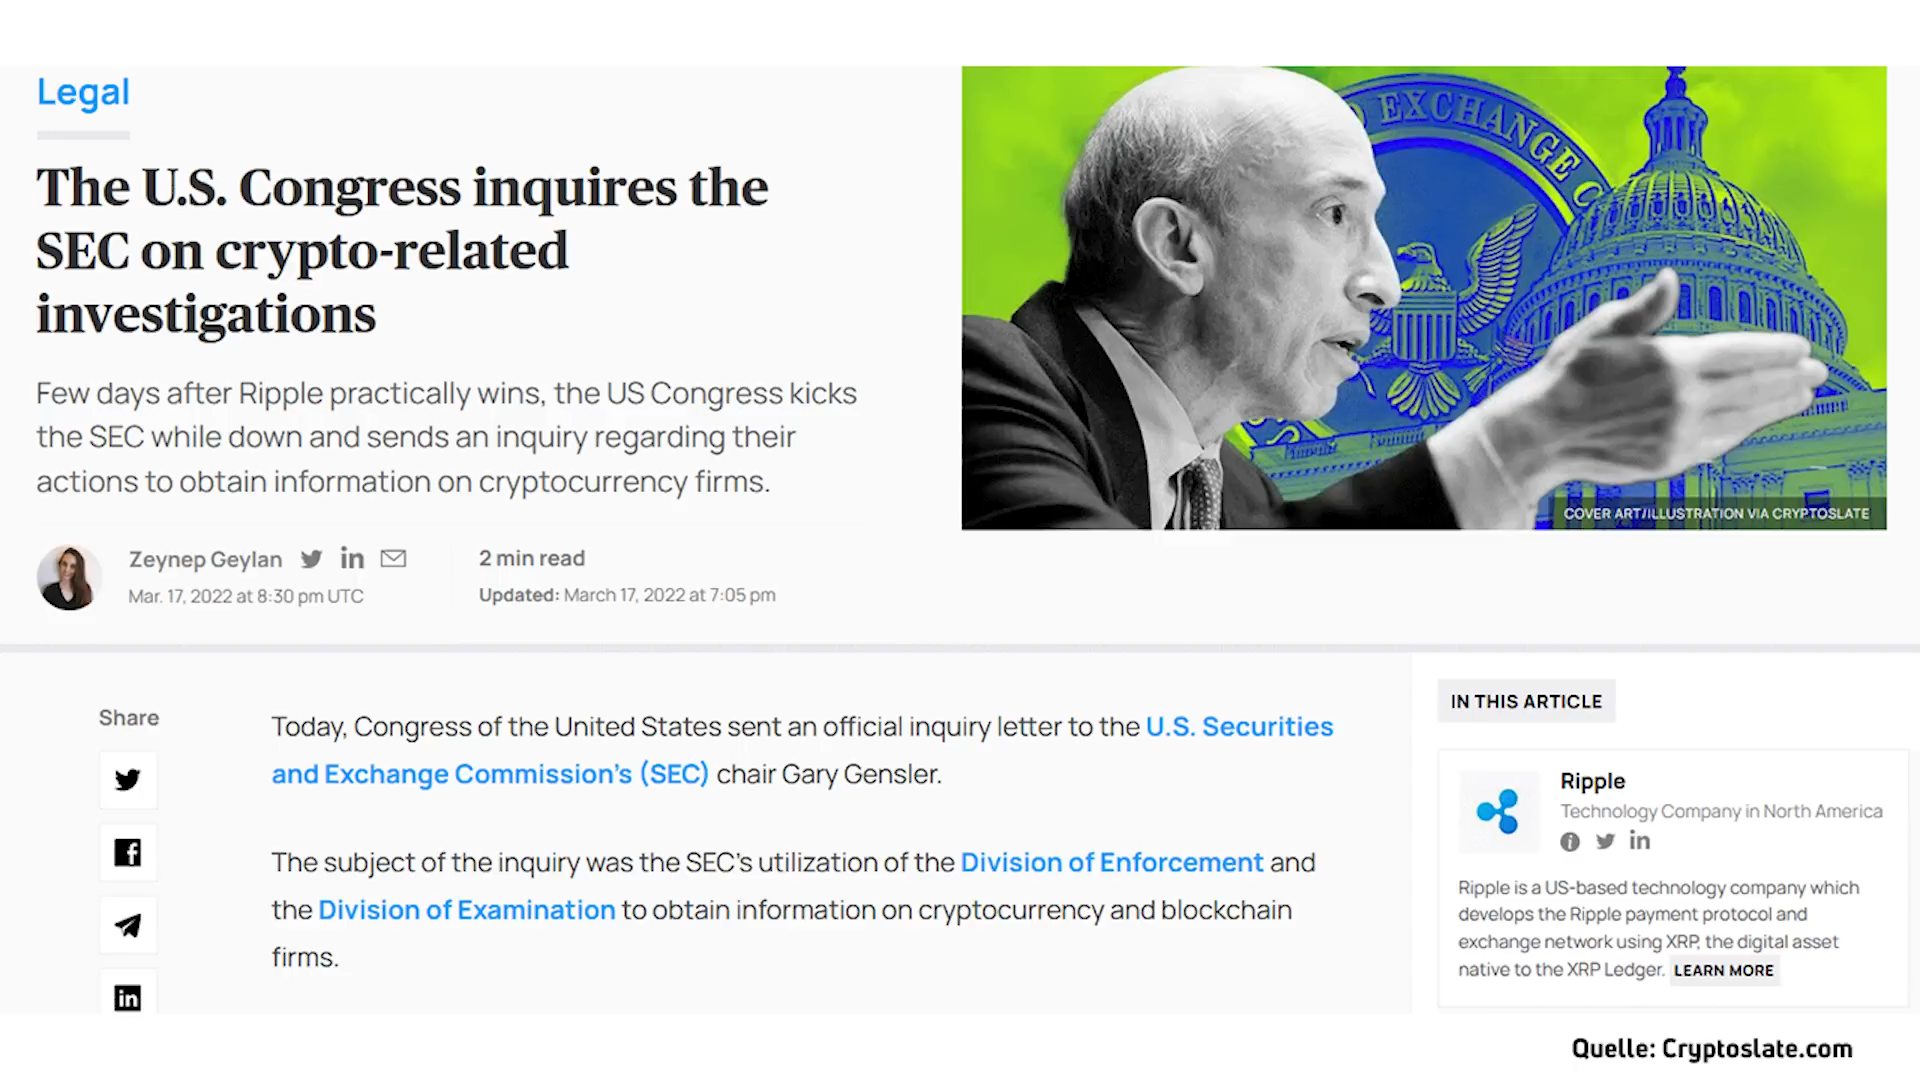 Legal
The U.S. Congress inquires the
SEC on crypto-related
investigations
Few days after Ripple practically wins, the US Congress kicks
the SEC while down and sends an inquiry regarding their
actions to obtain information on cryptocurrency firms.
Zeynep Geylan
Mar. 17, 2022 at 8:30 pm UTC
2 min read
Updated: March 17, 2022 at 7:05 pm
EXCHANGE C
COVER ART/ILLUSTRATION VIA CRYPTOSLATE
Share
Today, Congress of the United States sent an official inquiry letter to the U.S. Securities
and Exchange Commission's (SEC) chair Gary Gensler.
The subject of the inquiry was the SEC's utilization of the Division of Enforcement and
the Division of Examination to obtain information on cryptocurrency and blockchain
firms.
IN THIS ARTICLE
Ripple
Technology Company in North America
Ripple is a US-based technology company which
develops the Ripple payment protocol and
exchange network using XRP, the digital asset
native to the XRP Ledger. LEARN MORE
Quelle: Cryptoslate.com